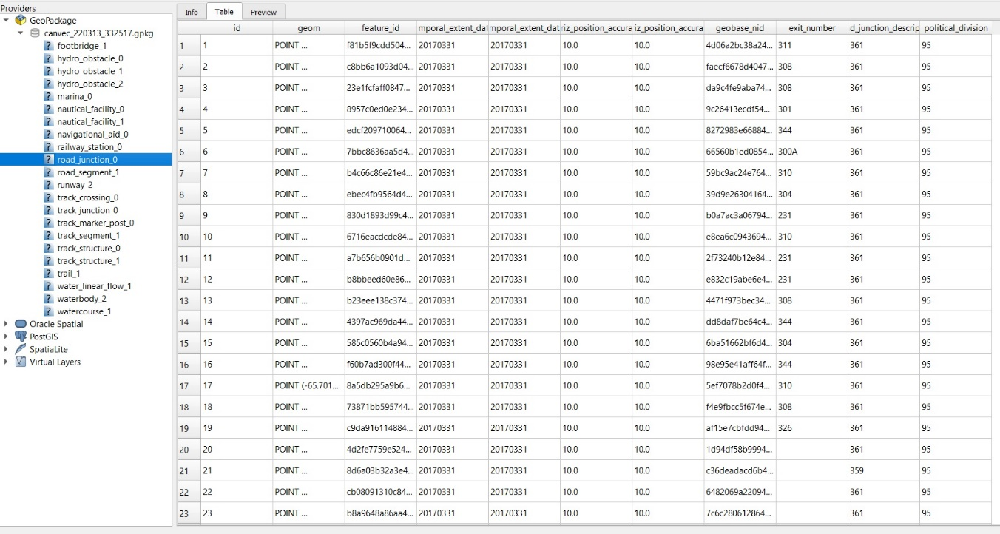 Providers
GeoPackage
canvec_220313_332517.gpkg
footbridge_1
hydro_obstacle_0
hydro_obstacle_1
hydro_obstacle_2
marina_0
nautical_facility_0
nautical_facility_1
navigational_aid_0
railway_station_0
road_junction_0
road_segment_1
runway_2
track_crossing_0
track_junction_0
track_marker_post_0
track_segment_1
track_structure_0
track_structure_1
trail_1
water_linear_flow_1
waterbody_2
watercourse_1
Oracle Spatial
PostGIS
SpatiaLite
Virtual Layers
Info Table Preview
id geom feature_id mporal_extent_dat mporal_extent_dat riz_position_accura iz_position_accura geobase_nid exit_number d_junction_descrip political_division
1 1 POINT ... f81b5f9cdd504... 20170331 20170331 10.0 10.0 4d06a2bc38a24... 311 361 95
2 2 POINT ... c8bb6a1093d04... 20170331 20170331 10.0 10.0 faecf6678d4047... 308 361 95
3 3 POINT ... 23e1fcfaff0847... 20170331 20170331 10.0 10.0 da9c4fe9aba74... 308 361 95
4 4 POINT ... 8957c0ed0e234... 20170331 20170331 10.0 10.0 9c26413ecdf54... 301 361 95
5 5 POINT ... edcf209710064... 20170331 20170331 10.0 10.0 8272983e66884... 344 361 95
6 6 POINT ... 7bbc8636aa5d4... 20170331 20170331 10.0 10.0 66560b1ed0854... 300A 361 95
7 7 POINT ... b4c66c86e21e4... 20170331 20170331 10.0 10.0 59bc9ac24e764... 310 361 95
8 8 POINT ... ebec4fb9564d4... 20170331 20170331 10.0 10.0 39d9e26304164... 304 361 95
9 9 POINT ... 830d1893d99c4... 20170331 20170331 10.0 10.0 b0a7ac3a06794... 231 361 95
10 10 POINT ... 6716eacdcde84... 20170331 20170331 10.0 10.0 e8ea6c0943694... 310 361 95
11 11 POINT ... a7b656b0901d... 20170331 20170331 10.0 10.0 2f73240b12e84... 231 361 95
12 12 POINT ... b8bbeed60e86... 20170331 20170331 10.0 10.0 e832c19abe6e4... 231 361 95
13 13 POINT ... b23eee138c374... 20170331 20170331 10.0 10.0 4471f973bec34... 308 361 95
14 14 POINT ... 4397ac969da44... 20170331 20170331 10.0 10.0 dd8daf7be64c4... 344 361 95
15 15 POINT ... 585c0560b4a94... 20170331 20170331 10.0 10.0 6ba51662bf6d4... 304 361 95
16 16 POINT ... f60b7ad300f44... 20170331 20170331 10.0 10.0 98e95e41aff64f... 344 361 95
17 17 POINT (-65.701... 8a5db295a9b6... 20170331 20170331 10.0 10.0 5ef7078b2d0f4... 310 361 95
18 18 POINT ... 73871bb595744... 20170331 20170331 10.0 10.0 f4e9fbcc5f674e... 308 361 95
19 19 POINT ... c9da916114884... 20170331 20170331 10.0 10.0 af15e7cbfdd94... 326 361 95
20 20 POINT ... 4d2fe7759e524... 20170331 20170331 10.0 10.0 1d94df58b9994... 361 95
21 21 POINT ... 8d6a03b32a3e4... 20170331 20170331 10.0 10.0 c36deadacd6b4... 359 95
22 22 POINT ... cb08091310c84... 20170331 20170331 10.0 10.0 6482069a22094... 361 95
23 23 POINT ... b8a9648a86aa4... 20170331 20170331 10.0 10.0 7c6c280612864... 361 95